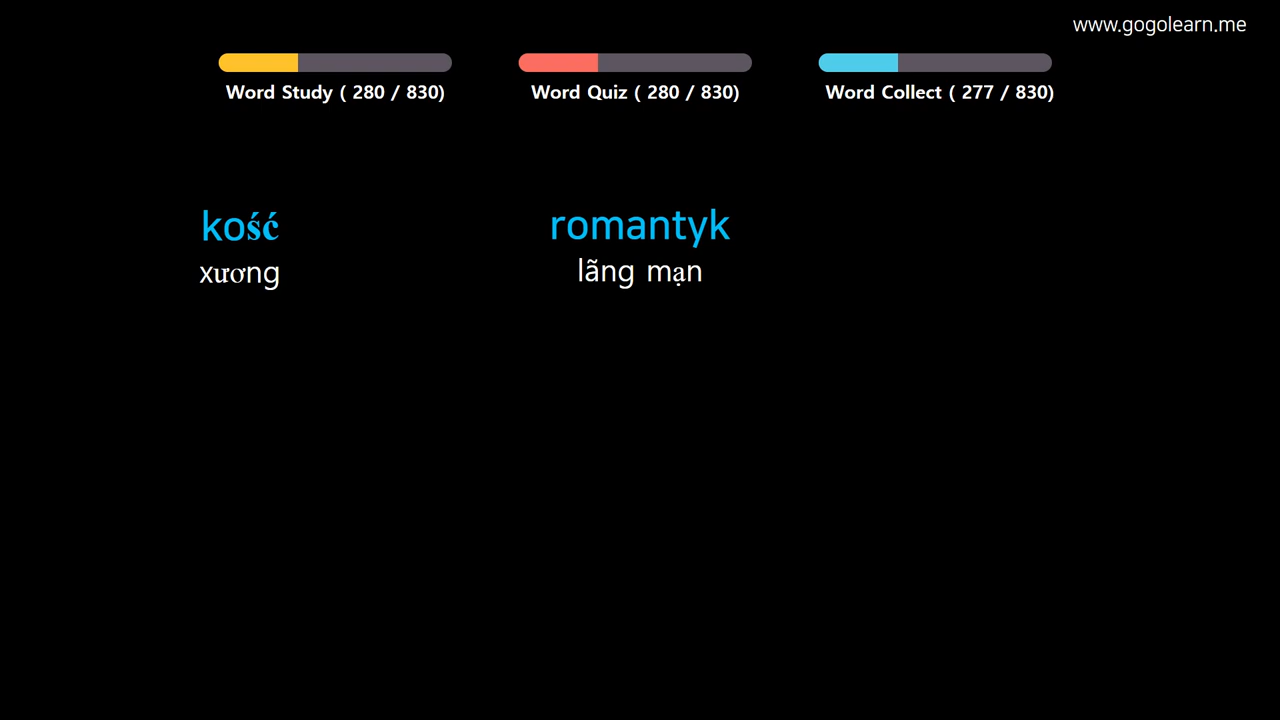 www.gogolearn.me
Word Study ( 280 / 830)
Word Quiz ( 280 / 830)
Word Collect ( 277 / 830)
kość
xương
romantyk
lãng mạn